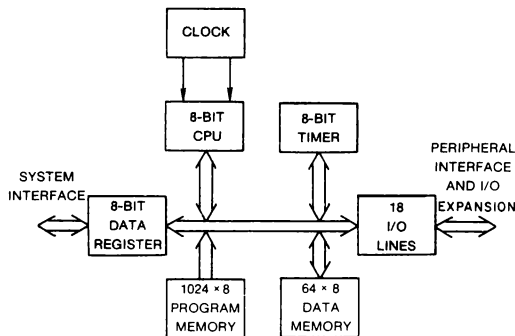 CLOCK
8-BIT
CPU
8-BIT
TIMER
SYSTEM
INTERFACE
8-BIT
DATA
REGISTER
18
I/O
LINES
PERIPHERAL
INTERFACE
AND I/O
EXPANSION
1024 × 8
PROGRAM
MEMORY
64 × 8
DATA
MEMORY